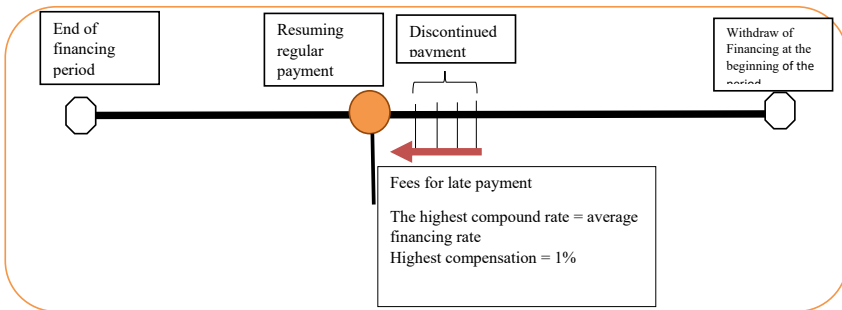 End of
financing
period
Resuming
regular
payment
Discontinued
payment
Withdraw of
Financing at the
beginning of the
period
Fees for late payment
The highest compound rate = average
financing rate
Highest compensation = 1%